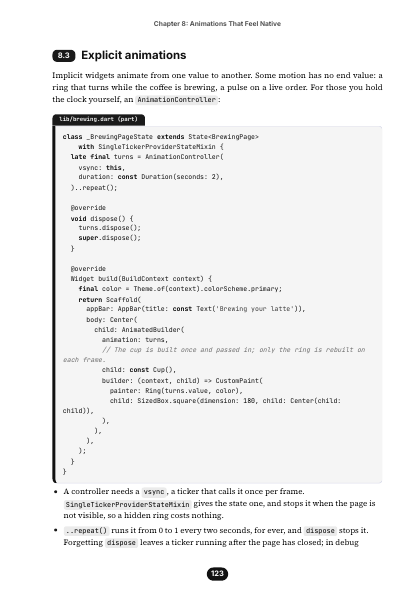 Chapter 8: Animations That Feel Native
8.3 Explicit animations
Implicit widgets animate from one value to another. Some motion has no end value: a
ring that turns while the coffee is brewing, a pulse on a live order. For those you hold
the clock yourself, an AnimationController:
lib/brewing.dart (part)
class _BrewingPageState extends State<BrewingPage>
    with SingleTickerProviderStateMixin {
  late final turns = AnimationController(
    vsync: this,
    duration: const Duration(seconds: 2),
  )..repeat();
  @override
  void dispose() {
    turns.dispose();
    super.dispose();
  }
  @override
  Widget build(BuildContext context) {
    final color = Theme.of(context).colorScheme.primary;
    return Scaffold(
      appBar: AppBar(title: const Text('Brewing your latte')),
      body: Center(
        child: AnimatedBuilder(
          animation: turns,
          // The cup is built once and passed in; only the ring is rebuilt on
each frame.
          child: const Cup(),
          builder: (context, child) => CustomPaint(
            painter: Ring(turns.value, color),
            child: SizedBox.square(dimension: 180, child: Center(child:
child)),
          ),
        ),
      ),
    );
  }
}
• A controller needs a vsync, a ticker that calls it once per frame.
SingleTickerProviderStateMixin gives the state one, and stops it when the page is
not visible, so a hidden ring costs nothing.
• ..repeat() runs it from 0 to 1 every two seconds, for ever, and dispose stops it.
Forgetting dispose leaves a ticker running after the page has closed; in debug
123